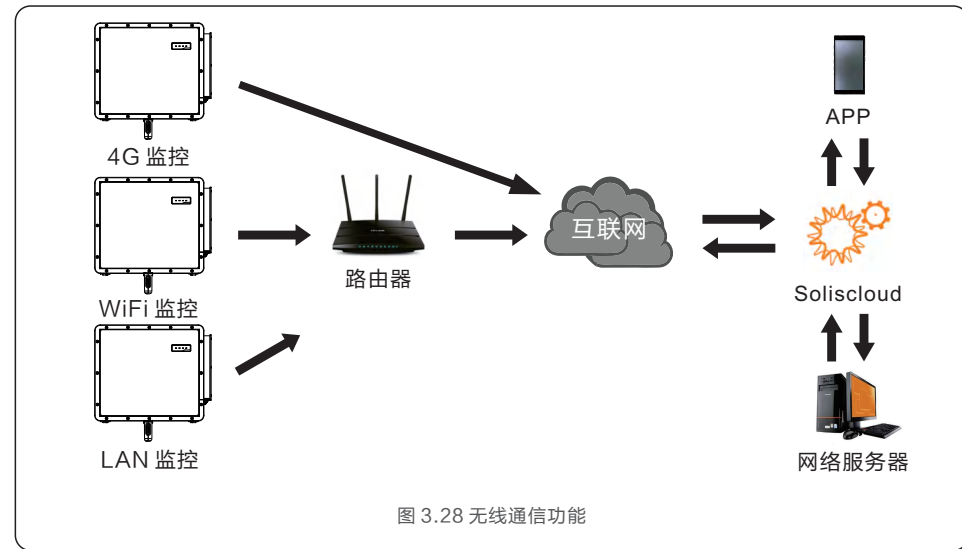 4G 监控
WiFi 监控
LAN 监控
路由器
互联网
APP
Soliscloud
网络服务器
图 3.28 无线通信功能